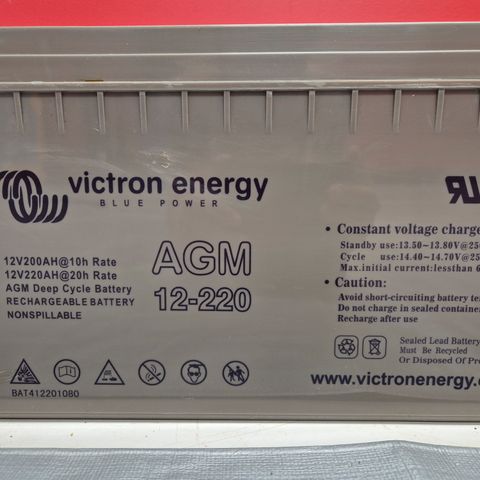 victron energy
BLUE POWER
12V200AH@10h Rate
12V220AH@20h Rate
AGM Deep Cycle Battery
RECHARGEABLE BATTERY
NONSPILLABLE
AGM
12-220
• Constant voltage charge
Standby use:13.50~13.80V@25
Cycle use:14.40~14.70V@25
Max.initial current:lessthan 6
• Caution:
Avoid short-circuiting battery te
Do not charge in sealed container
Recharge after use
Sealed Lead Battery
Must Be Recycled
Or Disposed Of Pro
BAT412201080
www.victronenergy.c